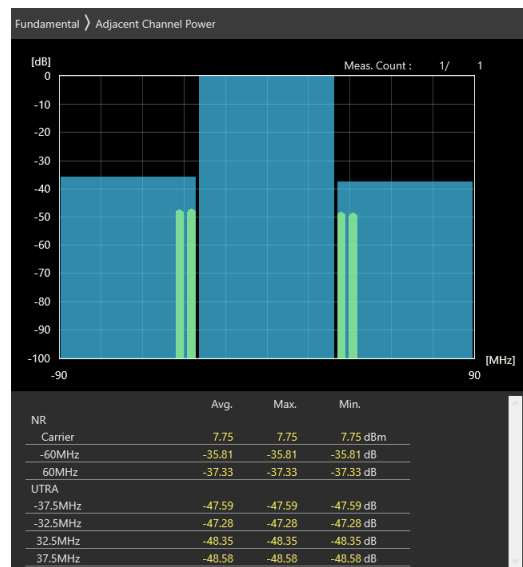 Fundamental 〉 Adjacent Channel Power
[dB]
Meas. Count : 1/ 1
0
-10
-20
-30
-40
-50
-60
-70
-80
-90
-100
[MHz]
-90 90
Avg. Max. Min.
NR
Carrier 7.75 7.75 7.75 dBm
-60MHz -35.81 -35.81 -35.81 dB
60MHz -37.33 -37.33 -37.33 dB
UTRA
-37.5MHz -47.59 -47.59 -47.59 dB
-32.5MHz -47.28 -47.28 -47.28 dB
32.5MHz -48.35 -48.35 -48.35 dB
37.5MHz -48.58 -48.58 -48.58 dB